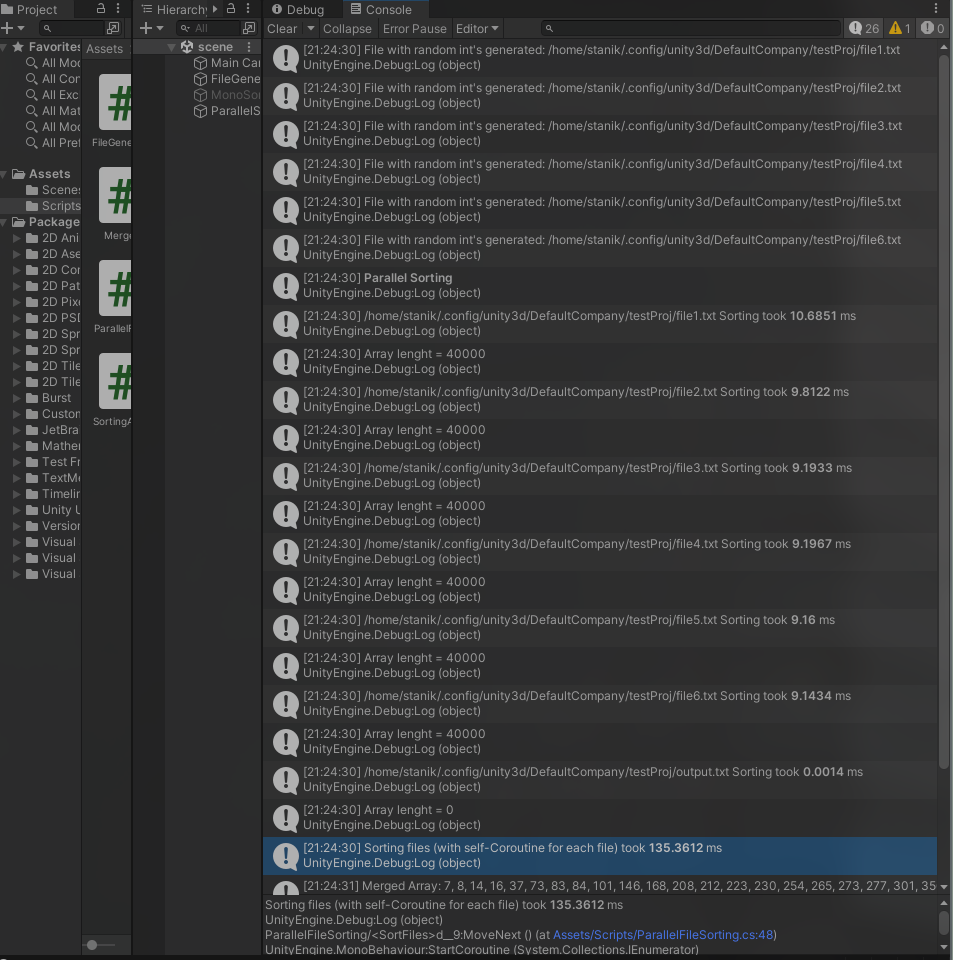 Project
Hierarchy
Debug
Console
All
Clear
Collapse
Error Pause
Editor
26
1
0
Favorites
All Mod
All Con
All Exc
All Mat
All Mod
All Pref
Assets
Scenes
Scripts
Package
2D Ani
2D Ase
2D Cor
2D Pat
2D Pixe
2D PSD
2D Spr
2D Spr
2D Tile
2D Tile
Burst
Custom
JetBra
Mathe
Test Fr
TextMe
Timelin
Unity U
Version
Visual
Visual
Visual
Assets
#
FileGene
#
Merge
#
ParallelF
#
SortingA
scene
Main Car
FileGene
MonoSor
ParallelS
[21:24:30] File with random int's generated: /home/stanik/.config/unity3d/DefaultCompany/testProj/file1.txt
UnityEngine.Debug:Log (object)
[21:24:30] File with random int's generated: /home/stanik/.config/unity3d/DefaultCompany/testProj/file2.txt
UnityEngine.Debug:Log (object)
[21:24:30] File with random int's generated: /home/stanik/.config/unity3d/DefaultCompany/testProj/file3.txt
UnityEngine.Debug:Log (object)
[21:24:30] File with random int's generated: /home/stanik/.config/unity3d/DefaultCompany/testProj/file4.txt
UnityEngine.Debug:Log (object)
[21:24:30] File with random int's generated: /home/stanik/.config/unity3d/DefaultCompany/testProj/file5.txt
UnityEngine.Debug:Log (object)
[21:24:30] File with random int's generated: /home/stanik/.config/unity3d/DefaultCompany/testProj/file6.txt
UnityEngine.Debug:Log (object)
[21:24:30] Parallel Sorting
UnityEngine.Debug:Log (object)
[21:24:30] /home/stanik/.config/unity3d/DefaultCompany/testProj/file1.txt Sorting took 10.6851 ms
UnityEngine.Debug:Log (object)
[21:24:30] Array lenght = 40000
UnityEngine.Debug:Log (object)
[21:24:30] /home/stanik/.config/unity3d/DefaultCompany/testProj/file2.txt Sorting took 9.8122 ms
UnityEngine.Debug:Log (object)
[21:24:30] Array lenght = 40000
UnityEngine.Debug:Log (object)
[21:24:30] /home/stanik/.config/unity3d/DefaultCompany/testProj/file3.txt Sorting took 9.1933 ms
UnityEngine.Debug:Log (object)
[21:24:30] Array lenght = 40000
UnityEngine.Debug:Log (object)
[21:24:30] /home/stanik/.config/unity3d/DefaultCompany/testProj/file4.txt Sorting took 9.1967 ms
UnityEngine.Debug:Log (object)
[21:24:30] Array lenght = 40000
UnityEngine.Debug:Log (object)
[21:24:30] /home/stanik/.config/unity3d/DefaultCompany/testProj/file5.txt Sorting took 9.16 ms
UnityEngine.Debug:Log (object)
[21:24:30] Array lenght = 40000
UnityEngine.Debug:Log (object)
[21:24:30] /home/stanik/.config/unity3d/DefaultCompany/testProj/file6.txt Sorting took 9.1434 ms
UnityEngine.Debug:Log (object)
[21:24:30] Array lenght = 40000
UnityEngine.Debug:Log (object)
[21:24:30] /home/stanik/.config/unity3d/DefaultCompany/testProj/output.txt Sorting took 0.0014 ms
UnityEngine.Debug:Log (object)
[21:24:30] Array lenght = 0
UnityEngine.Debug:Log (object)
[21:24:30] Sorting files (with self-Coroutine for each file) took 135.3612 ms
UnityEngine.Debug:Log (object)
[21:24:31] Merged Array: 7, 8, 14, 16, 37, 73, 83, 84, 101, 146, 168, 208, 212, 223, 230, 254, 265, 273, 277, 301, 35
Sorting files (with self-Coroutine for each file) took 135.3612 ms
UnityEngine.Debug:Log (object)
ParallelFileSorting/<SortFiles>d__9:MoveNext () (at Assets/Scripts/ParallelFileSorting.cs:48)
UnityEngine.MonoBehaviour:StartCoroutine (System.Collections.IEnumerator)